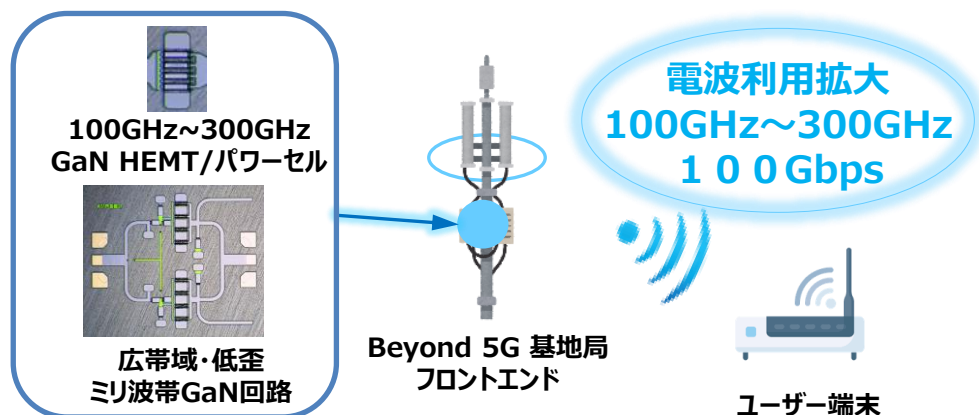 100GHz~300GHz
GaN HEMT/パワーセル
広帯域・低歪
ミリ波帯GaN回路
Beyond 5G 基地局
フロントエンド
電波利用拡大
100GHz～300GHz
１００Gbps
ユーザー端末